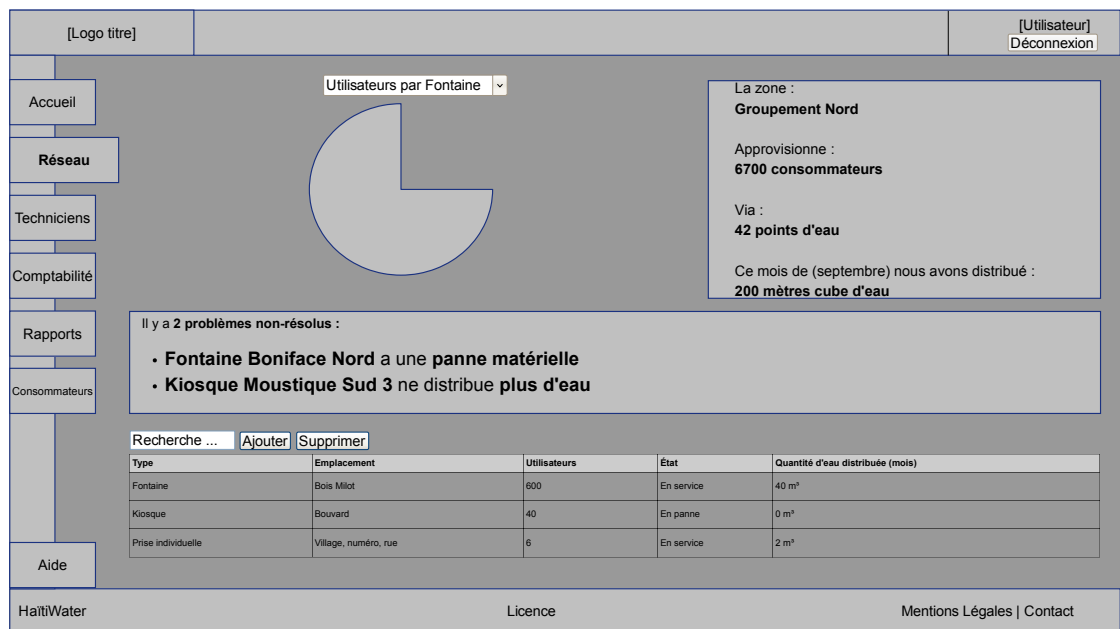 [Logo titre]
[Utilisateur]
Déconnexion
Accueil
Réseau
Techniciens
Comptabilité
Rapports
Consommateurs
Aide
Utilisateurs par Fontaine
La zone :
Groupement Nord
Approvisionne :
6700 consommateurs
Via :
42 points d'eau
Ce mois de (septembre) nous avons distribué :
200 mètres cube d'eau
Il y a 2 problèmes non-résolus :
• Fontaine Boniface Nord a une panne matérielle
• Kiosque Moustique Sud 3 ne distribue plus d'eau
Recherche ... Ajouter Supprimer
Type Emplacement Utilisateurs État Quantité d'eau distribuée (mois)
Fontaine Bois Milot 600 En service 40 m³
Kiosque Bouvard 40 En panne 0 m³
Prise individuelle Village, numéro, rue 6 En service 2 m³
HaïtiWater Licence Mentions Légales | Contact